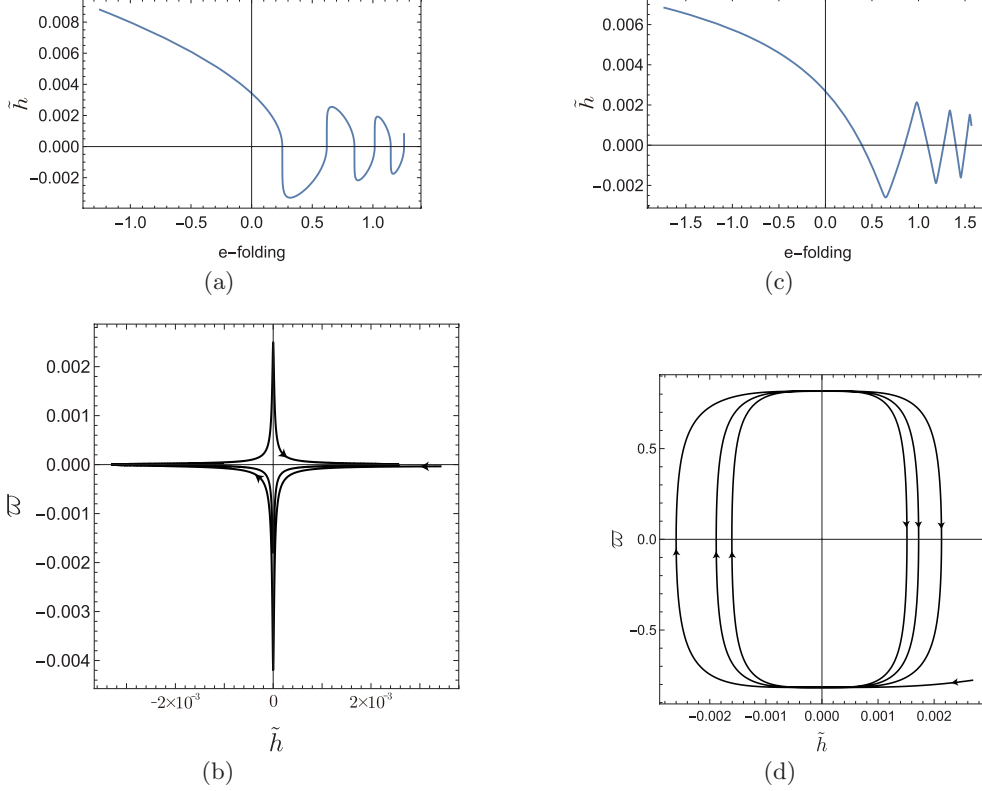 0.008
0.006
0.004
0.002
0.000
−0.002
h̃
−1.0 −0.5 0.0 0.5 1.0
e−folding
(a)
0.006
0.004
0.002
0.000
−0.002
h̃
−1.5 −1.0 −0.5 0.0 0.5 1.0 1.5
e−folding
(c)
0.002
0.001
0.000
−0.001
−0.002
−0.003
−0.004
ϖ
−2×10⁻³ 0 2×10⁻³
h̃
(b)
0.5
0.0
−0.5
ϖ
−0.002 −0.001 0.000 0.001 0.002
h̃
(d)